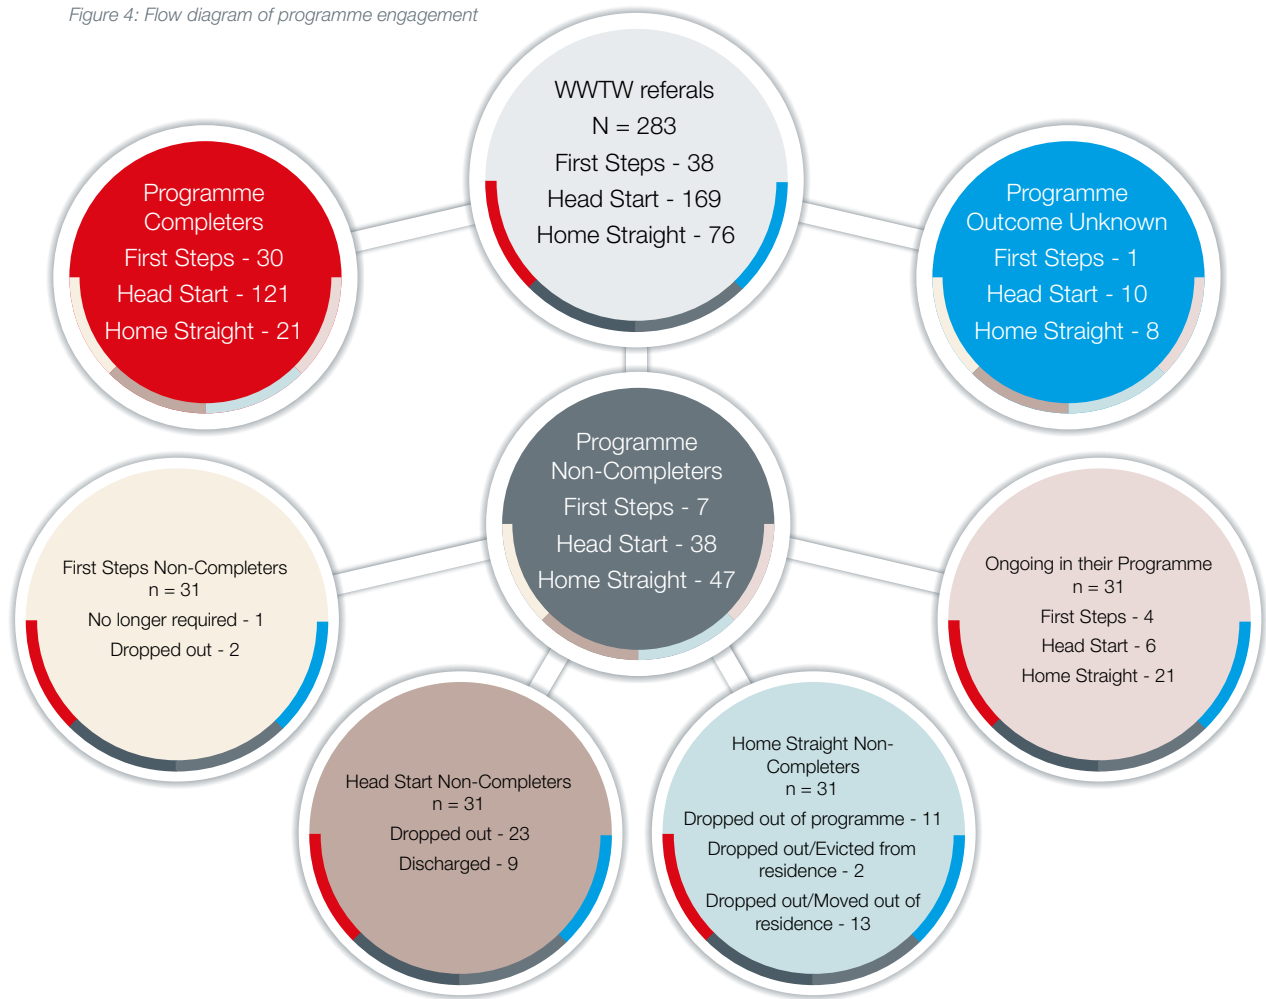 Figure 4: Flow diagram of programme engagement
WWTW referals
N = 283
First Steps - 38
Head Start - 169
Home Straight - 76
Programme
Completers
First Steps - 30
Head Start - 121
Home Straight - 21
Programme
Outcome Unknown
First Steps - 1
Head Start - 10
Home Straight - 8
Programme
Non-Completers
First Steps - 7
Head Start - 38
Home Straight - 47
First Steps Non-Completers
n = 31
No longer required - 1
Dropped out - 2
Head Start Non-Completers
n = 31
Dropped out - 23
Discharged - 9
Home Straight Non-
Completers
n = 31
Dropped out of programme - 11
Dropped out/Evicted from
residence - 2
Dropped out/Moved out of
residence - 13
Ongoing in their Programme
n = 31
First Steps - 4
Head Start - 6
Home Straight - 21